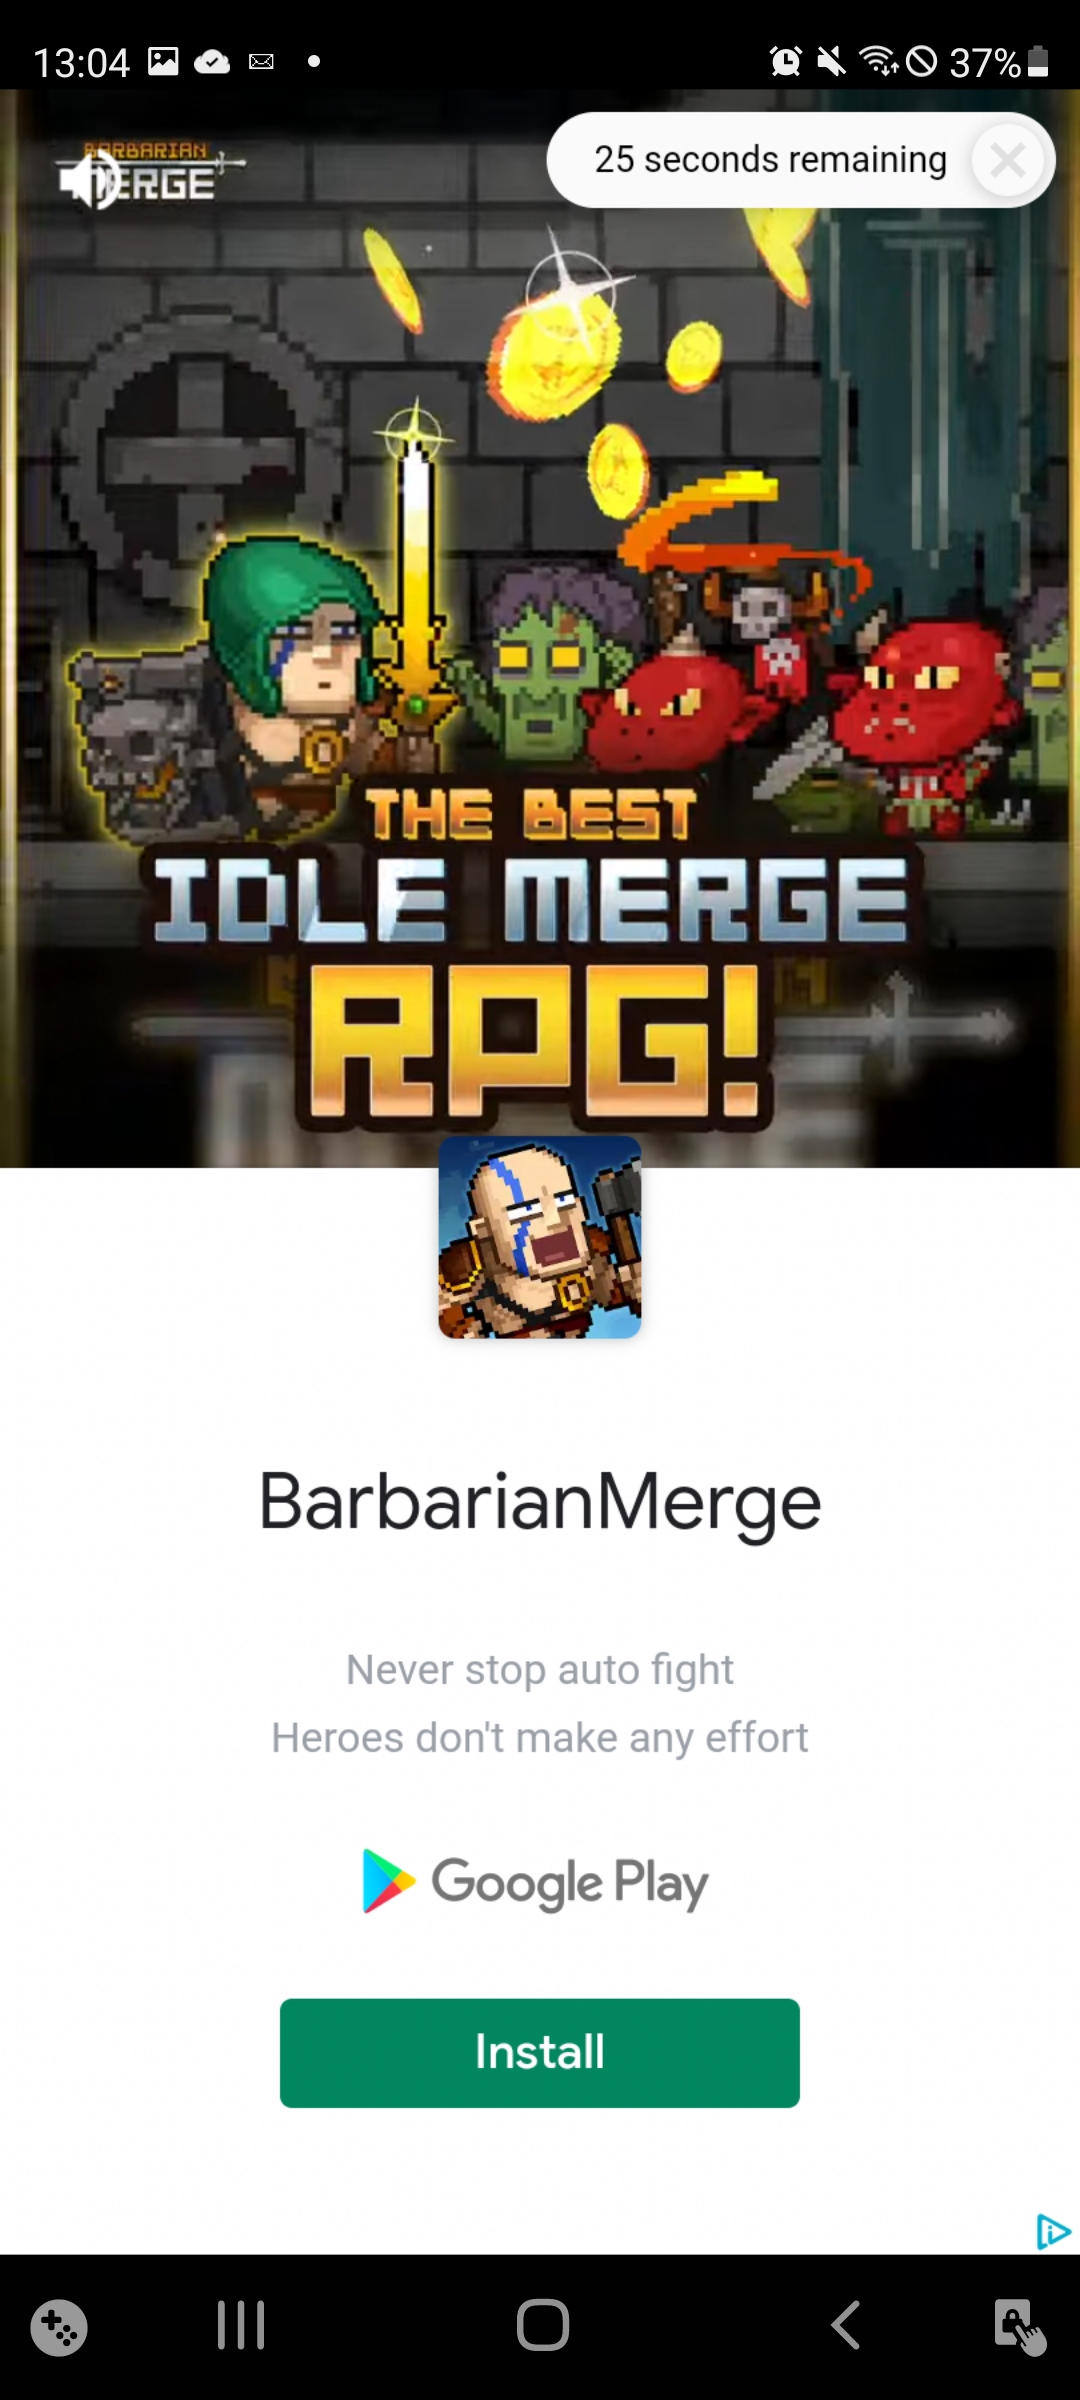 13:04
37%
BARBARIAN
MERGE
25 seconds remaining
THE BEST
IDLE MERGE
RPG!
BarbarianMerge
Never stop auto fight
Heroes don't make any effort
Google Play
Install